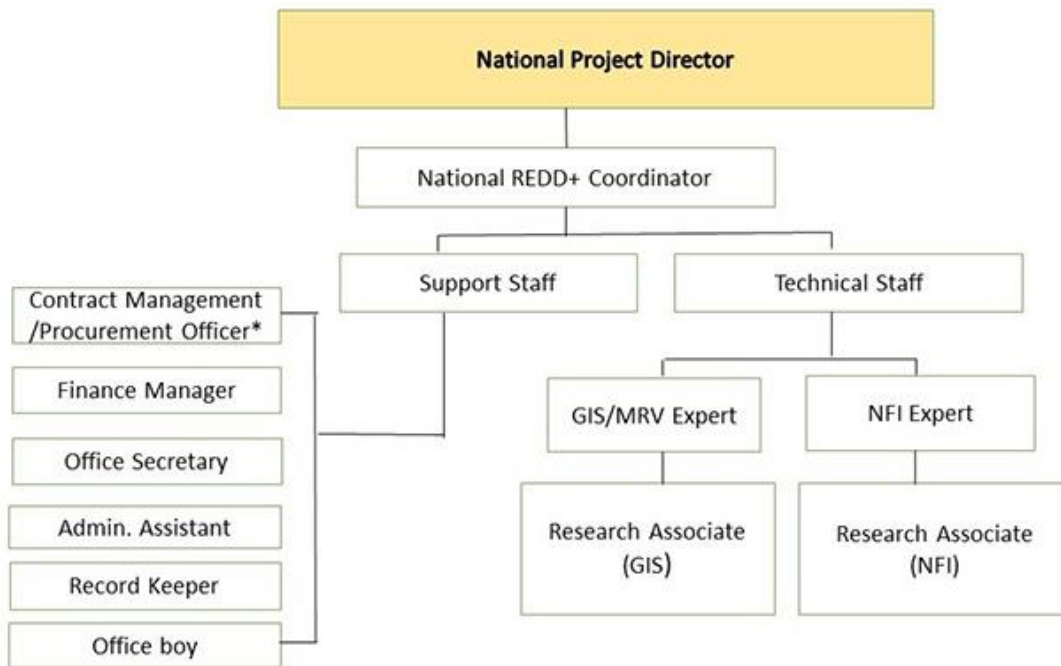 National Project Director
National REDD+ Coordinator
Support Staff
Technical Staff
Contract Management
/Procurement Officer*
Finance Manager
Office Secretary
Admin. Assistant
Record Keeper
Office boy
GIS/MRV Expert
NFI Expert
Research Associate
(GIS)
Research Associate
(NFI)